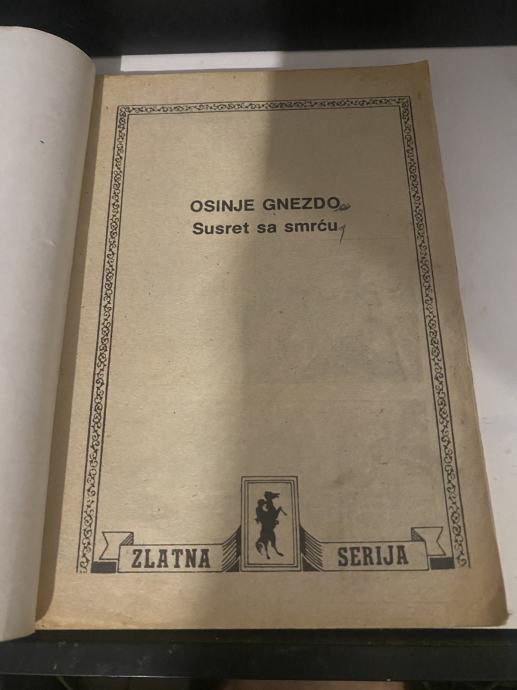 OSINJE GNEZDO
Susret sa smrću
ZLATNA SERIJA